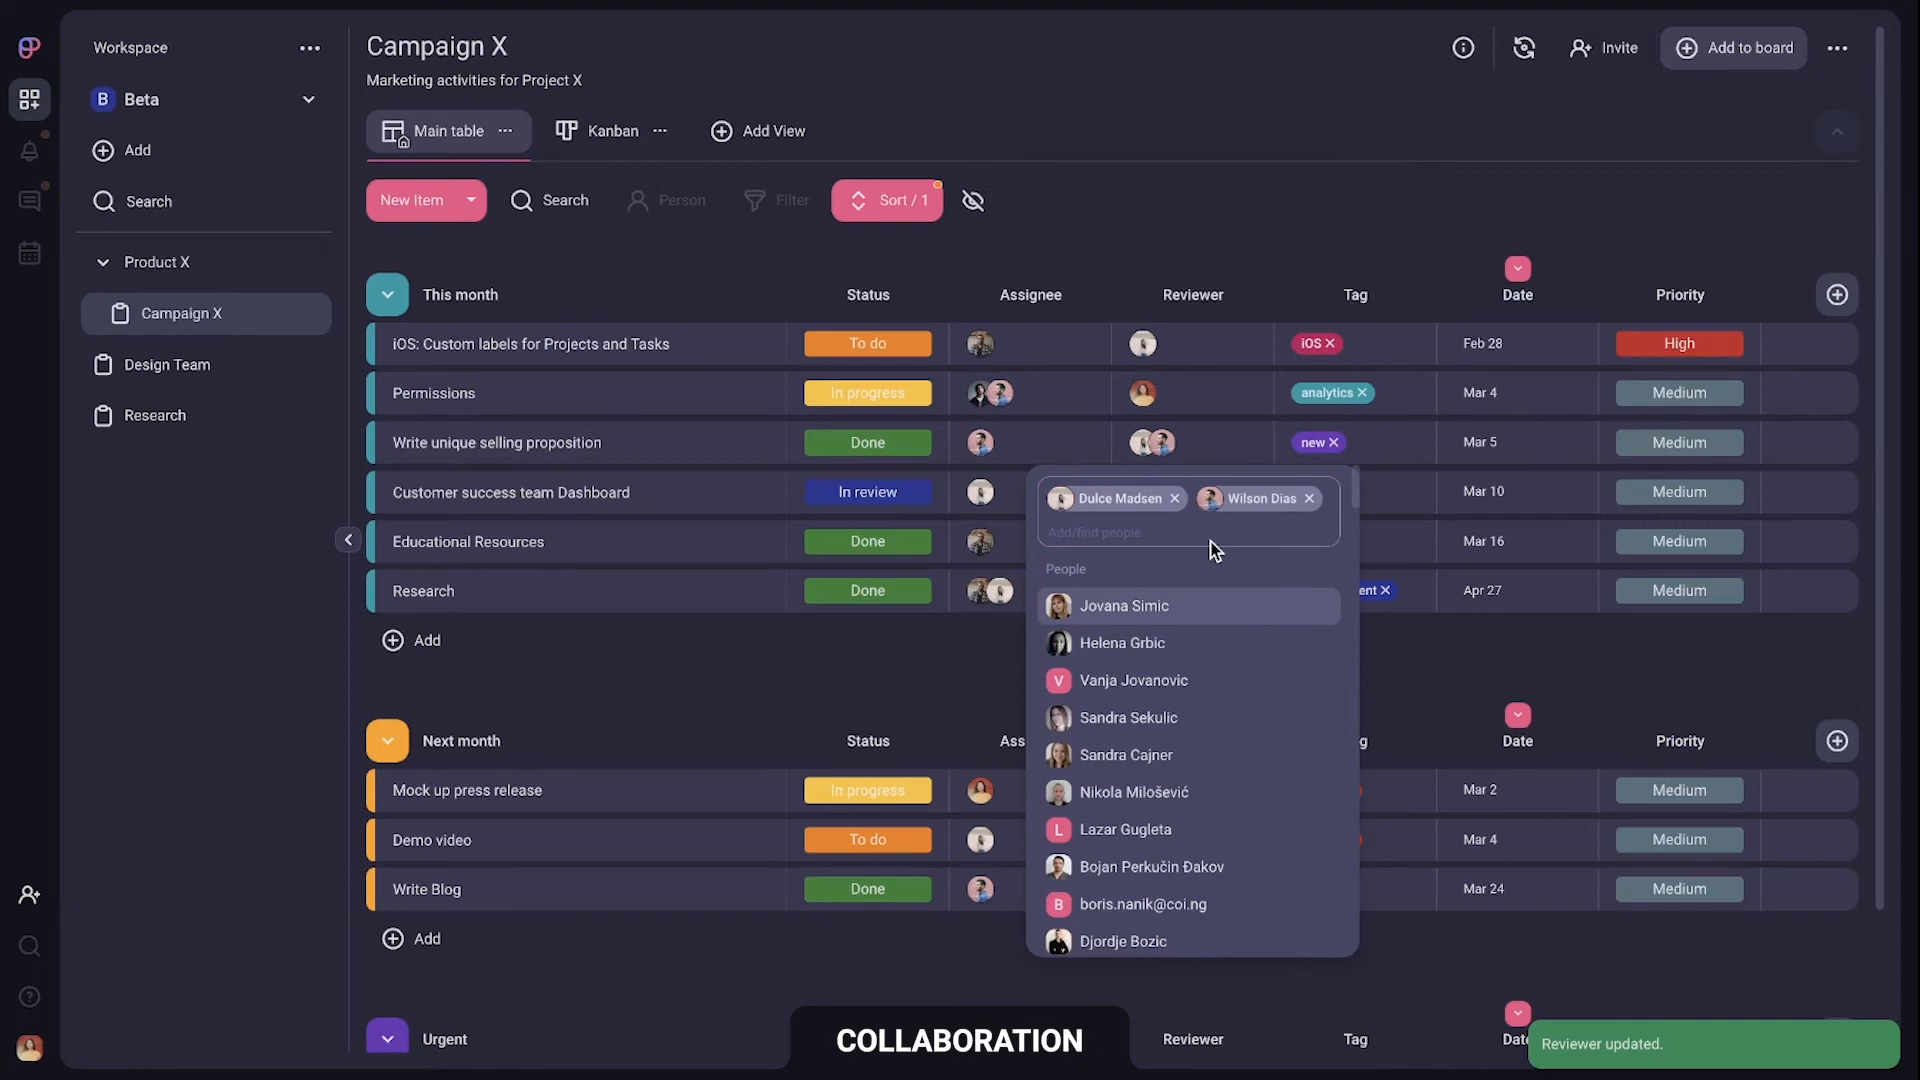 Workspace
B Beta
Add
Search
Product X
Campaign X
Design Team
Research
Campaign X
Marketing activities for Project X
Invite
Add to board
Main table
Kanban
Add View
New Item
Search
Person
Filter
Sort / 1
This month Status Assignee Reviewer Tag Date Priority
iOS: Custom labels for Projects and Tasks To do iOS Feb 28 High
Permissions In progress analytics Mar 4 Medium
Write unique selling proposition Done new Mar 5 Medium
Customer success team Dashboard In review Mar 10 Medium
Educational Resources Done Mar 16 Medium
Research Done Apr 27 Medium
Add
Dulce Madsen Wilson Dias
Add/find people
People
Jovana Simic
Helena Grbic
V Vanja Jovanovic
Sandra Sekulic
Sandra Cajner
Nikola Milošević
L Lazar Gugleta
Bojan Perkučin Đakov
B boris.nanik@coi.ng
Djordje Bozic
Next month Status Date Priority
Mock up press release In progress Mar 2 Medium
Demo video To do Mar 4 Medium
Write Blog Done Mar 24 Medium
Add
Urgent Reviewer Tag
COLLABORATION
Reviewer updated.